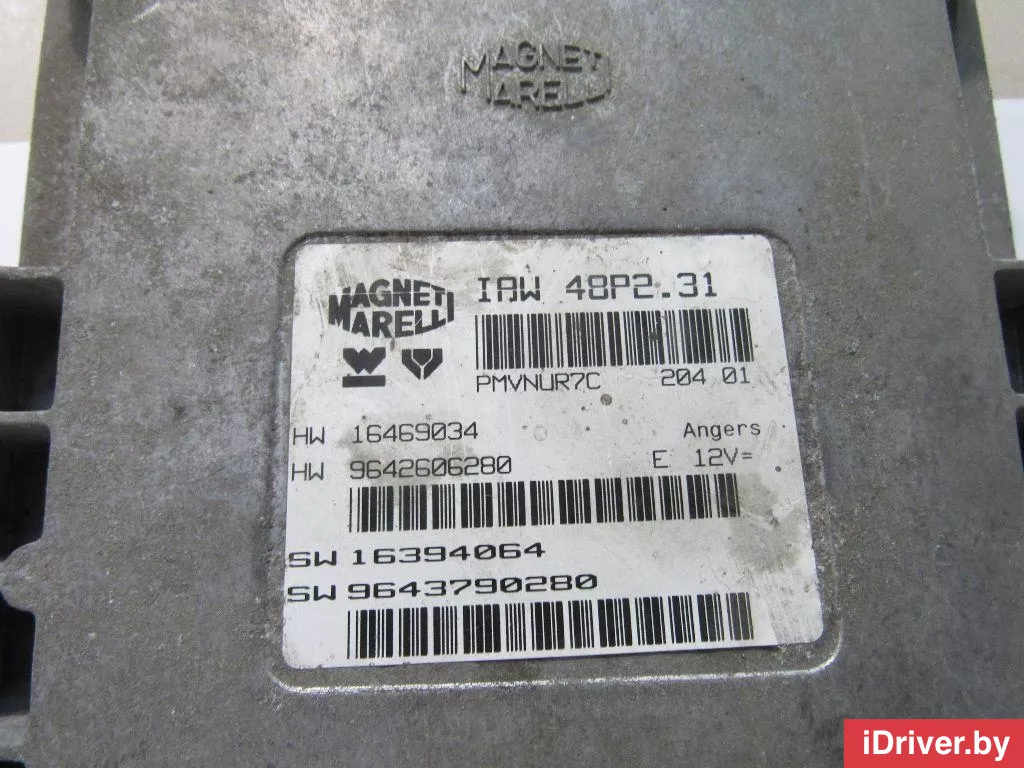 MAGNETI
MARELLI
MAGNETI
MARELLI
IAW 48P2.31
PMVNUR7C 204 01
HW 16469034 Angers
HW 9642606280 E 12V=
SW 16394064
SW 9643790280
iDriver.by